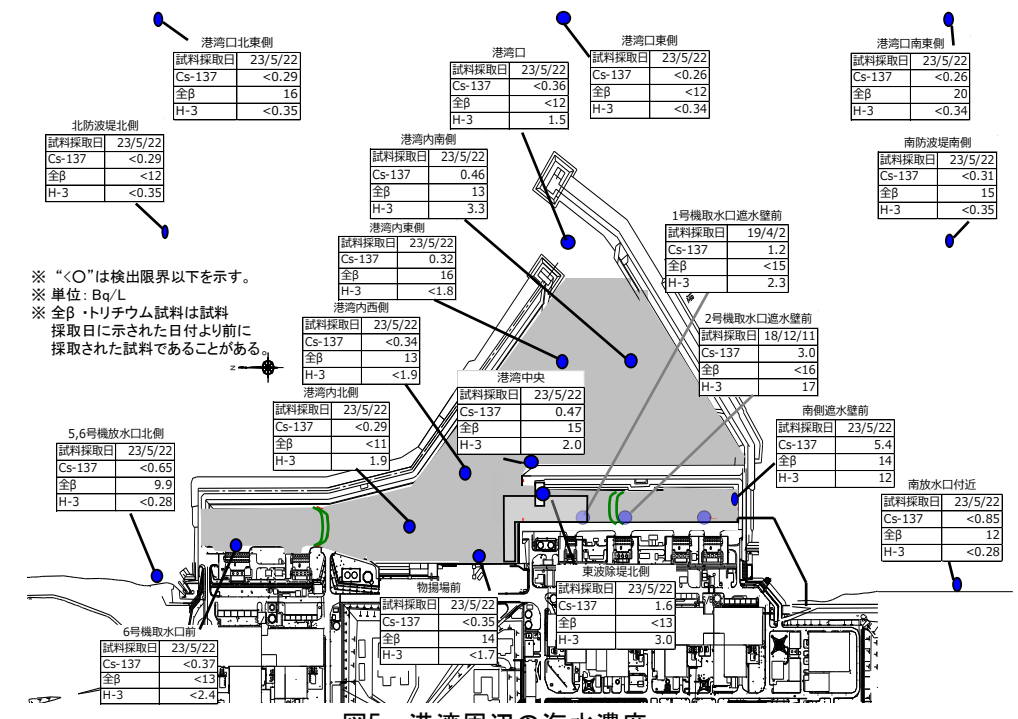 港湾口北東側
試料採取日 23/5/22
Cs-137 <0.29
全β 16
H-3 <0.35
港湾口
試料採取日 23/5/22
Cs-137 <0.36
全β <12
H-3 1.5
港湾口東側
試料採取日 23/5/22
Cs-137 <0.26
全β <12
H-3 <0.34
港湾口南東側
試料採取日 23/5/22
Cs-137 <0.26
全β 20
H-3 <0.34
北防波堤北側
試料採取日 23/5/22
Cs-137 <0.29
全β <12
H-3 <0.35
港湾内南側
試料採取日 23/5/22
Cs-137 0.46
全β 13
H-3 3.3
南防波堤南側
試料採取日 23/5/22
Cs-137 <0.31
全β 15
H-3 <0.35
港湾内東側
試料採取日 23/5/22
Cs-137 0.32
全β 16
H-3 <1.8
1号機取水口遮水壁前
試料採取日 19/4/2
Cs-137 1.2
全β <15
H-3 2.3
堤
※ “<〇”は検出限界以下を示す。
※ 単位: Bq/L
※ 全β・トリチウム試料は試料
採取日に示された日付より前に
採取された試料であることがある。
N
港湾内西側
試料採取日 23/5/22
Cs-137 <0.34
全β 13
H-3 <1.9
2号機取水口遮水壁前
試料採取日 18/12/11
Cs-137 3.0
全β <16
H-3 17
港湾内北側
試料採取日 23/5/22
Cs-137 <0.29
全β <11
H-3 1.9
港湾中央
試料採取日 23/5/22
Cs-137 0.47
全β 15
H-3 2.0
南側遮水壁前
試料採取日 23/5/22
Cs-137 5.4
全β 14
H-3 12
5,6号機放水口北側
試料採取日 23/5/22
Cs-137 <0.65
全β 9.9
H-3 <0.28
南放水口付近
試料採取日 23/5/22
Cs-137 <0.85
全β 12
H-3 <0.28
東波除堤北側
試料採取日 23/5/22
Cs-137 1.6
全β <13
H-3 3.0
物揚場前
試料採取日 23/5/22
Cs-137 <0.35
全β 14
H-3 <1.7
6号機取水口前
試料採取日 23/5/22
Cs-137 <0.37
全β <13
H-3 <2.4
図5 港湾周辺の海水濃度